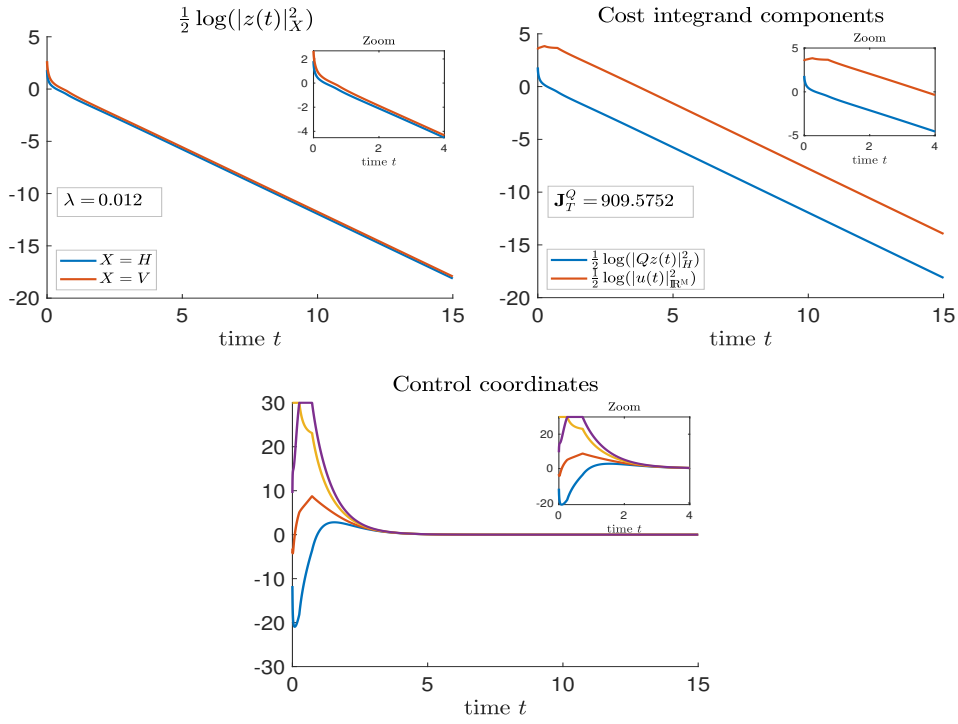 ½ log(|z(t)|²_X)
5
0
-5
-10
-15
-20
0
5
10
15
time t
λ = 0.012
X = H
X = V
Zoom
2
0
-2
-4
0
2
4
time t
Cost integrand components
5
0
-5
-10
-15
-20
0
5
10
15
time t
𝐉_T^Q = 909.5752
½ log(|Qz(t)|²_H)
½ log(|u(t)|²_ℝᴹ)
Zoom
5
0
-5
0
2
4
time t
Control coordinates
30
20
10
0
-10
-20
-30
0
5
10
15
time t
Zoom
20
0
-20
0
2
4
time t